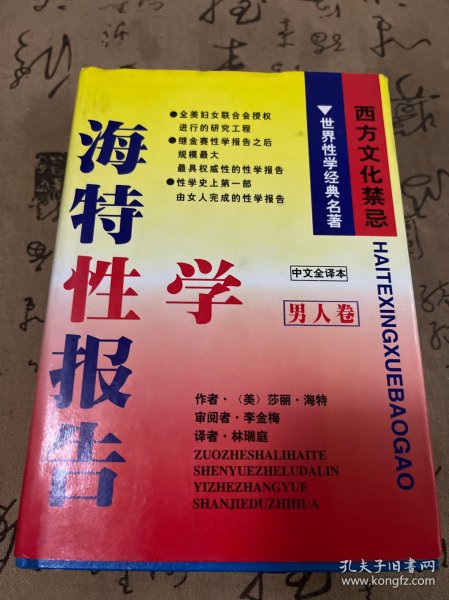 西方文化禁忌
▼世界性学经典名著
●全美妇女联合会授权
进行的研究工程
●继金赛性学报告之后
规模最大
最具权威性的性学报告
●性学史上第一部
由女人完成的性学报告
海特性学报告
HAITEXINGXUEBAOGAO
中文全译本
男人卷
作者·〈美〉莎丽·海特
审阅者·李金梅
译者·林瑞庭
ZUOZHESHALIHAITE
SHENYUEZHELUDALIN
YIZHEZHANGYUE
SHANJIEDUZHIHUA
孔夫子旧书网
www.kongfz.com